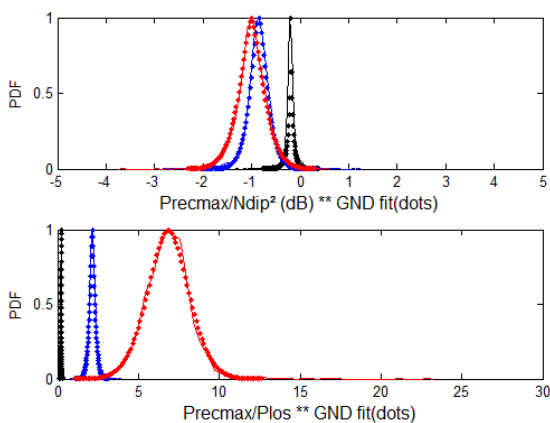 1
0.5
0
PDF
-5 -4 -3 -2 -1 0 1 2 3 4 5
Precmax/Ndip² (dB) ** GND fit(dots)
1
0.5
0
PDF
0 5 10 15 20 25 30
Precmax/Plos ** GND fit(dots)